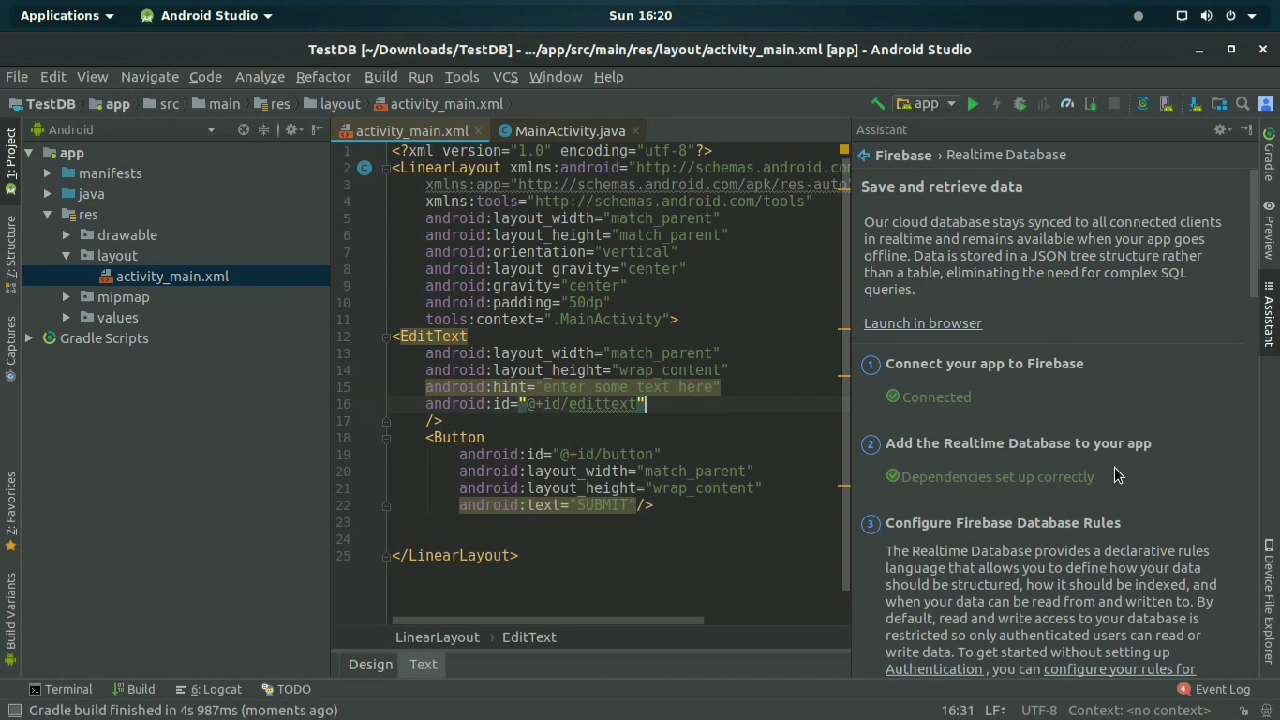 Applications
Android Studio
Sun 16:20
TestDB [~/Downloads/TestDB] - .../app/src/main/res/layout/activity_main.xml [app] - Android Studio
File Edit View Navigate Code Analyze Refactor Build Run Tools VCS Window Help
TestDB app src main res layout activity_main.xml
app
Android
activity_main.xml
MainActivity.java
Assistant
1: Project
Z: Structure
Captures
2: Favorites
Build Variants
app
manifests
java
res
drawable
layout
activity_main.xml
mipmap
values
Gradle Scripts
1 <?xml version="1.0" encoding="utf-8"?>
2 <LinearLayout xmlns:android="http://schemas.android.co
3 xmlns:app="http://schemas.android.com/apk/res-auto
4 xmlns:tools="http://schemas.android.com/tools"
5 android:layout_width="match_parent"
6 android:layout_height="match_parent"
7 android:orientation="vertical"
8 android:layout_gravity="center"
9 android:gravity="center"
10 android:padding="50dp"
11 tools:context=".MainActivity">
12 <EditText
13 android:layout_width="match_parent"
14 android:layout_height="wrap_content"
15 android:hint="enter some text here"
16 android:id="@+id/edittext"
17 />
18 <Button
19 android:id="@+id/button"
20 android:layout_width="match_parent"
21 android:layout_height="wrap_content"
22 android:text="SUBMIT"/>
23
24
25 </LinearLayout>
LinearLayout › EditText
Design Text
Firebase › Realtime Database
Save and retrieve data
Our cloud database stays synced to all connected clients
in realtime and remains available when your app goes
offline. Data is stored in a JSON tree structure rather
than a table, eliminating the need for complex SQL
queries.
Launch in browser
1 Connect your app to Firebase
Connected
2 Add the Realtime Database to your app
Dependencies set up correctly
3 Configure Firebase Database Rules
The Realtime Database provides a declarative rules
language that allows you to define how your data
should be structured, how it should be indexed, and
when your data can be read from and written to. By
default, read and write access to your database is
restricted so only authenticated users can read or
write data. To get started without setting up
Authentication , you can configure your rules for
Gradle
Preview
Assistant
Device File Explorer
Terminal Build 6: Logcat TODO
4 Event Log
Gradle build finished in 4s 987ms (moments ago)
16:31 LF÷ UTF-8 Context: <no context>